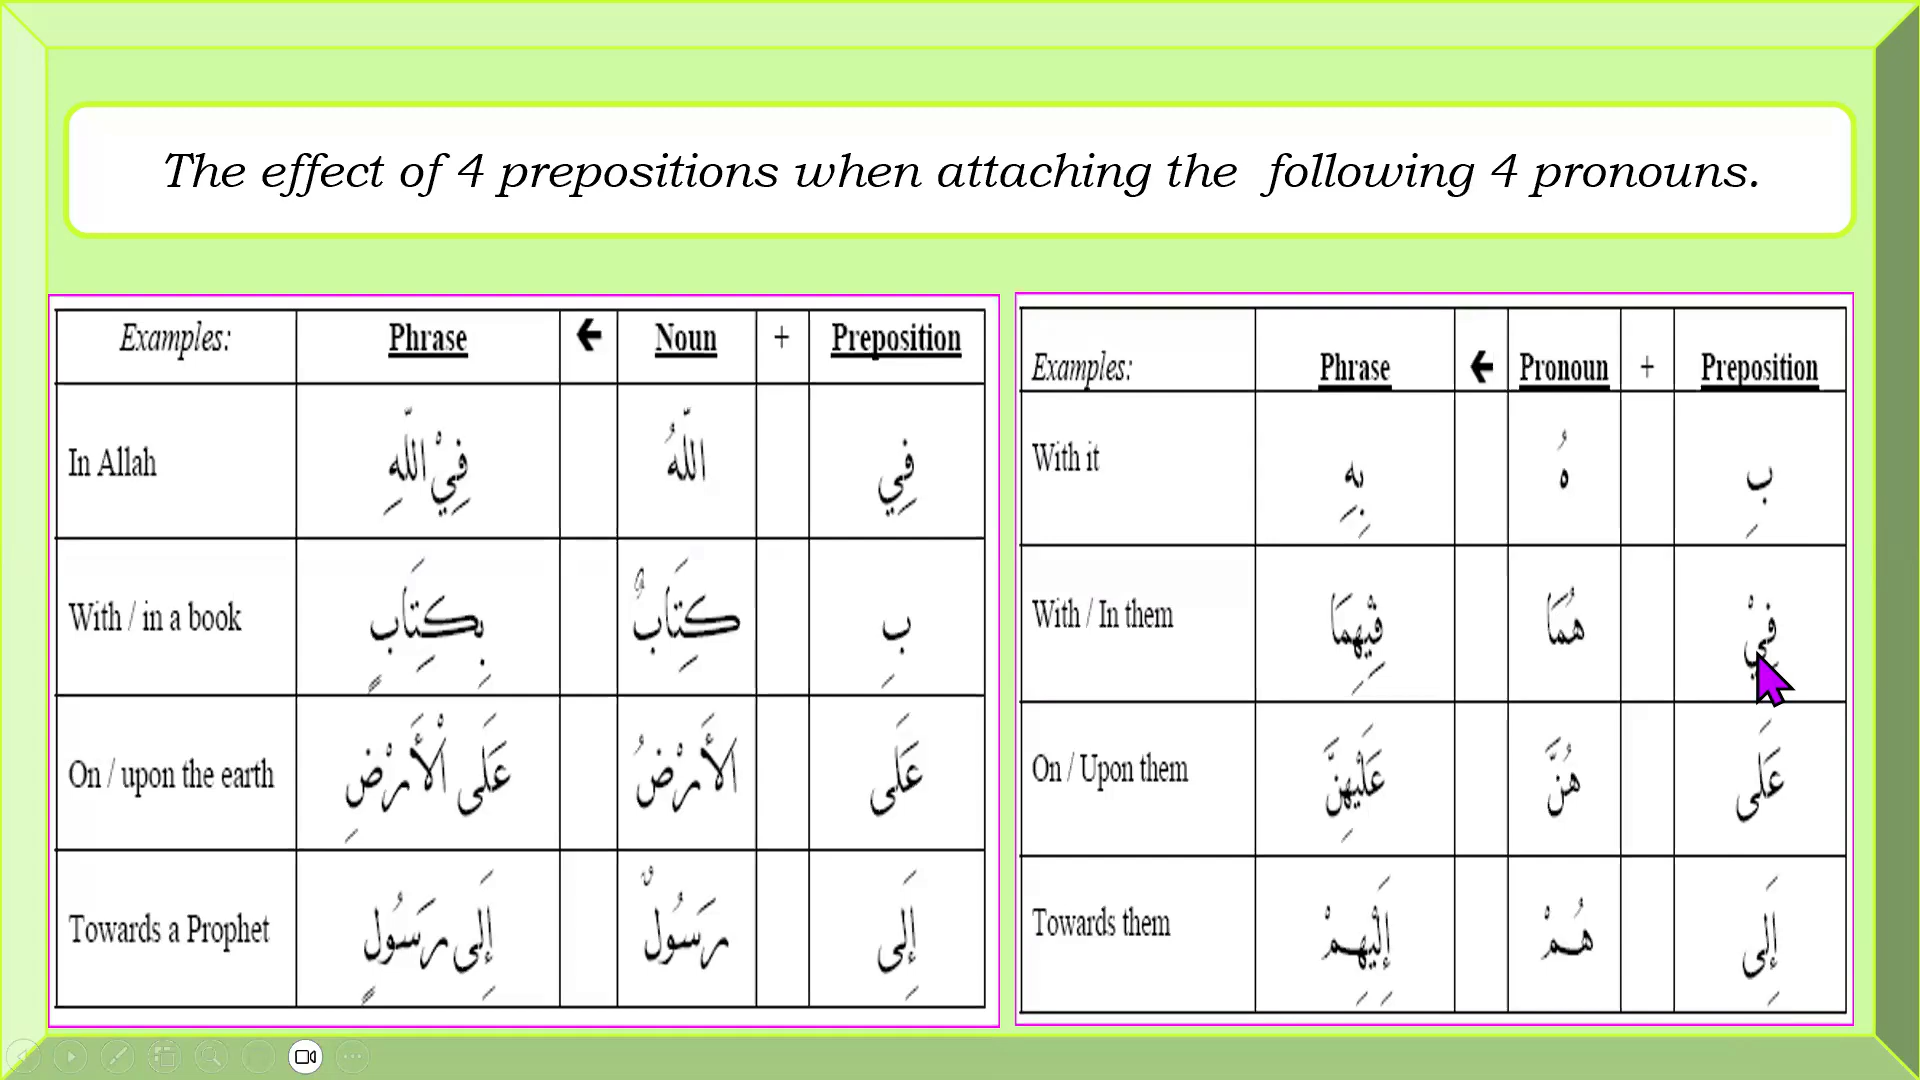 The effect of 4 prepositions when attaching the following 4 pronouns.
Examples: Phrase ← Noun + Preposition
In Allah فِيْ اللّٰهِ اللّٰهُ فِي
With / in a book بِكِتَابٍ كِتَابٌ بِ
On / upon the earth عَلَى الْأَرْضِ الأَرْضُ عَلَى
Towards a Prophet إِلَى رَسُولٍ رَسُولٌ إِلَى
Examples: Phrase ← Pronoun + Preposition
With it بِهِ هُ بِ
With / In them فِيْهِمَا هُمَا فِيْ
On / Upon them عَلَيْهِنَّ هُنَّ عَلَى
Towards them إِلَيْهِمْ هُمْ إِلَى